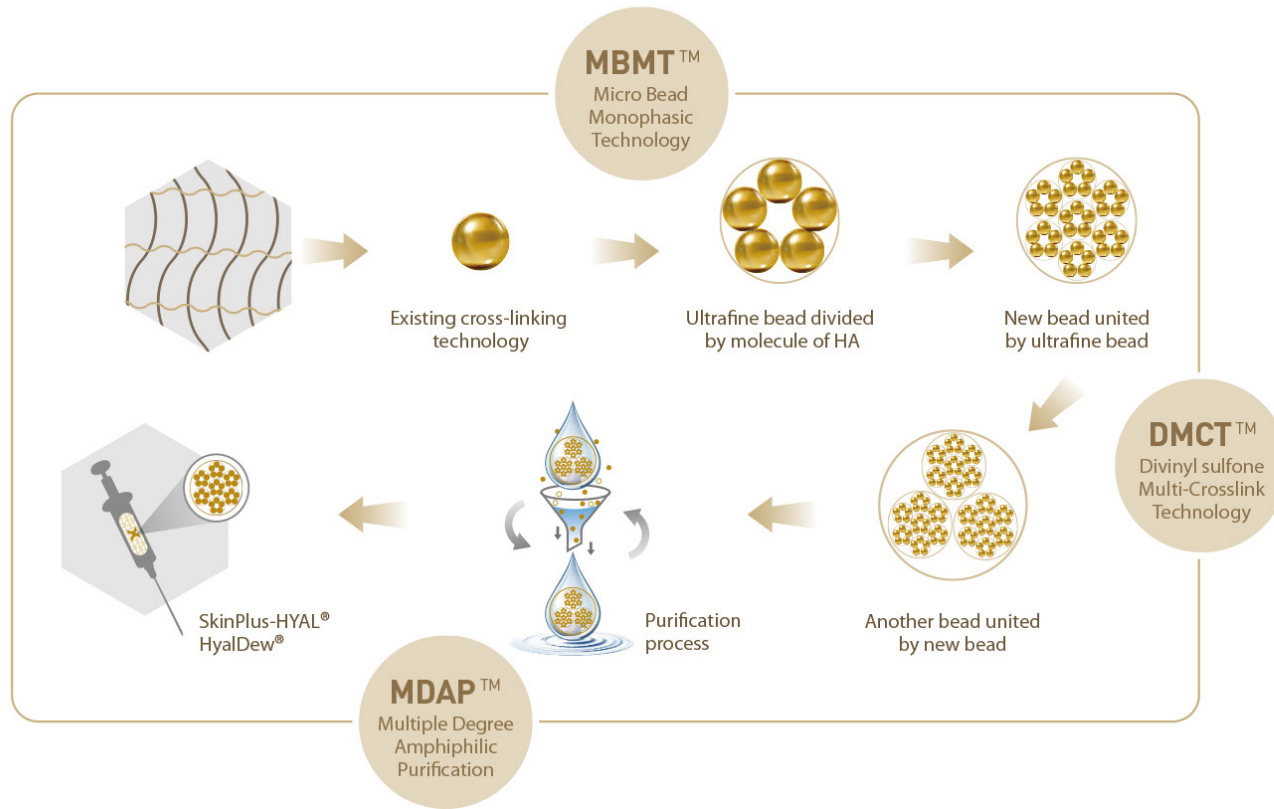 MBMT™
Micro Bead
Monophasic
Technology
Existing cross-linking
technology
Ultrafine bead divided
by molecule of HA
New bead united
by ultrafine bead
DMCT™
Divinyl sulfone
Multi-Crosslink
Technology
Another bead united
by new bead
Purification
process
SkinPlus-HYAL®
HyalDew®
MDAP™
Multiple Degree
Amphiphilic
Purification